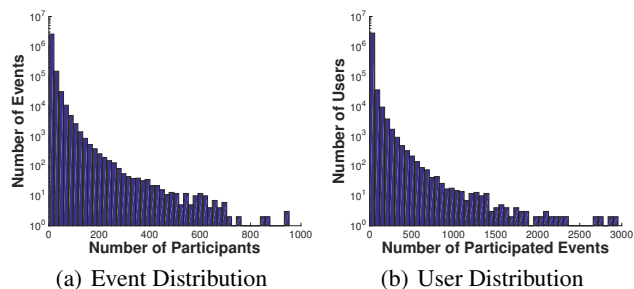 10^7
10^6
10^5
10^4
10^3
10^2
10^1
10^0
Number of Events
0 200 400 600 800 1000
Number of Participants
(a) Event Distribution
10^7
10^6
10^5
10^4
10^3
10^2
10^1
10^0
Number of Users
0 500 1000 1500 2000 2500 3000
Number of Participated Events
(b) User Distribution